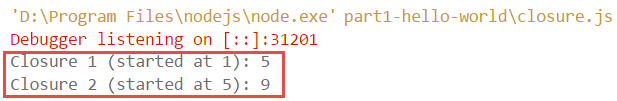 'D:\Program Files\nodejs\node.exe' part1-hello-world\closure.js
Debugger listening on [::]:31201
Closure 1 (started at 1): 5
Closure 2 (started at 5): 9